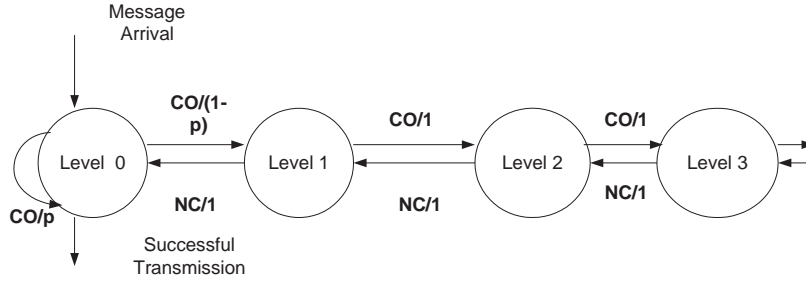 Message
Arrival
CO/(1-
p)
CO/1
CO/1
Level 0
Level 1
Level 2
Level 3
CO/p
NC/1
NC/1
NC/1
Successful
Transmission